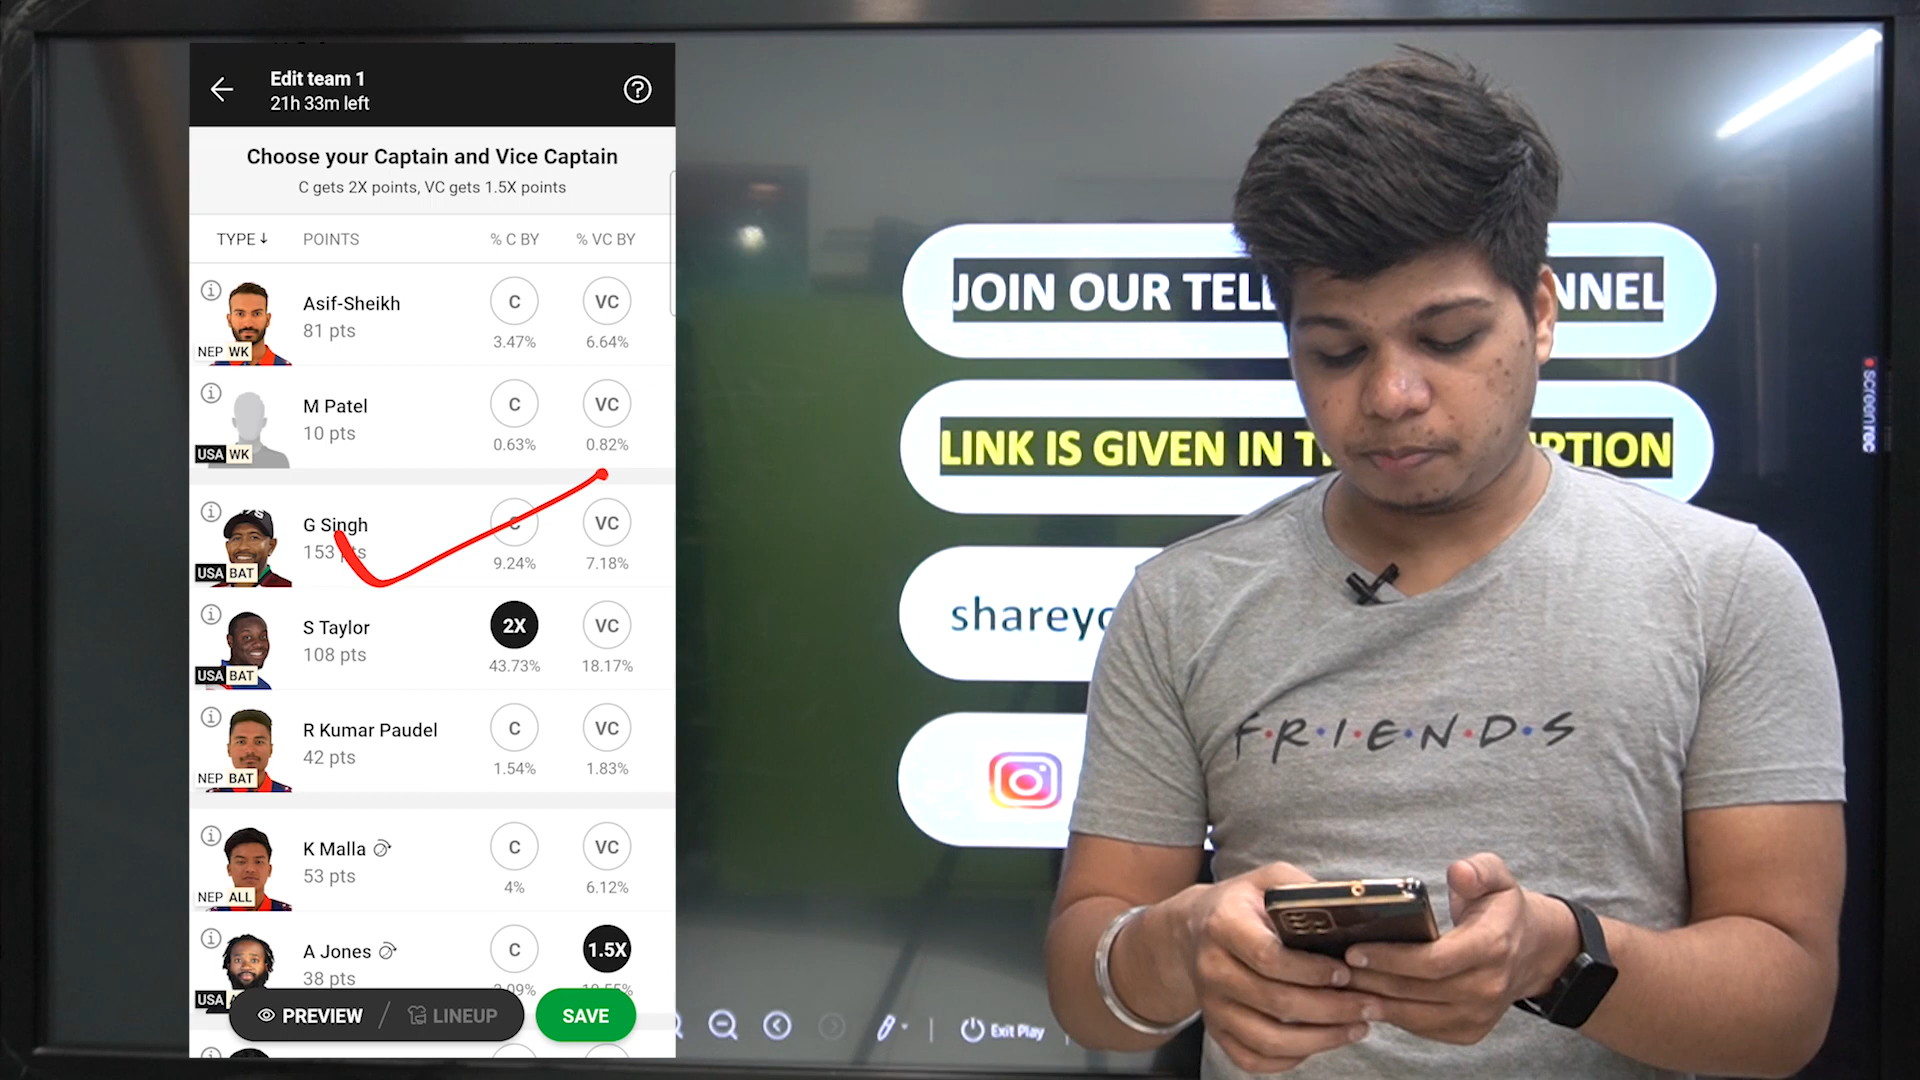 Edit team 1
21h 33m left
Choose your Captain and Vice Captain
C gets 2X points, VC gets 1.5X points
TYPE POINTS % C BY % VC BY
Asif-Sheikh C VC
81 pts 3.47% 6.64%
NEP WK
M Patel C VC
10 pts 0.63% 0.82%
USA WK
G Singh C VC
153 pts 9.24% 7.18%
USA BAT
S Taylor 2X VC
108 pts 43.73% 18.17%
USA BAT
R Kumar Paudel C VC
42 pts 1.54% 1.83%
NEP BAT
K Malla C VC
53 pts 4% 6.12%
NEP ALL
A Jones C 1.5X
38 pts
USA
PREVIEW / LINEUP SAVE
JOIN OUR
LINK IS GIVEN IN
F·R·I·E·N·D·S
Exit Play
screenrec